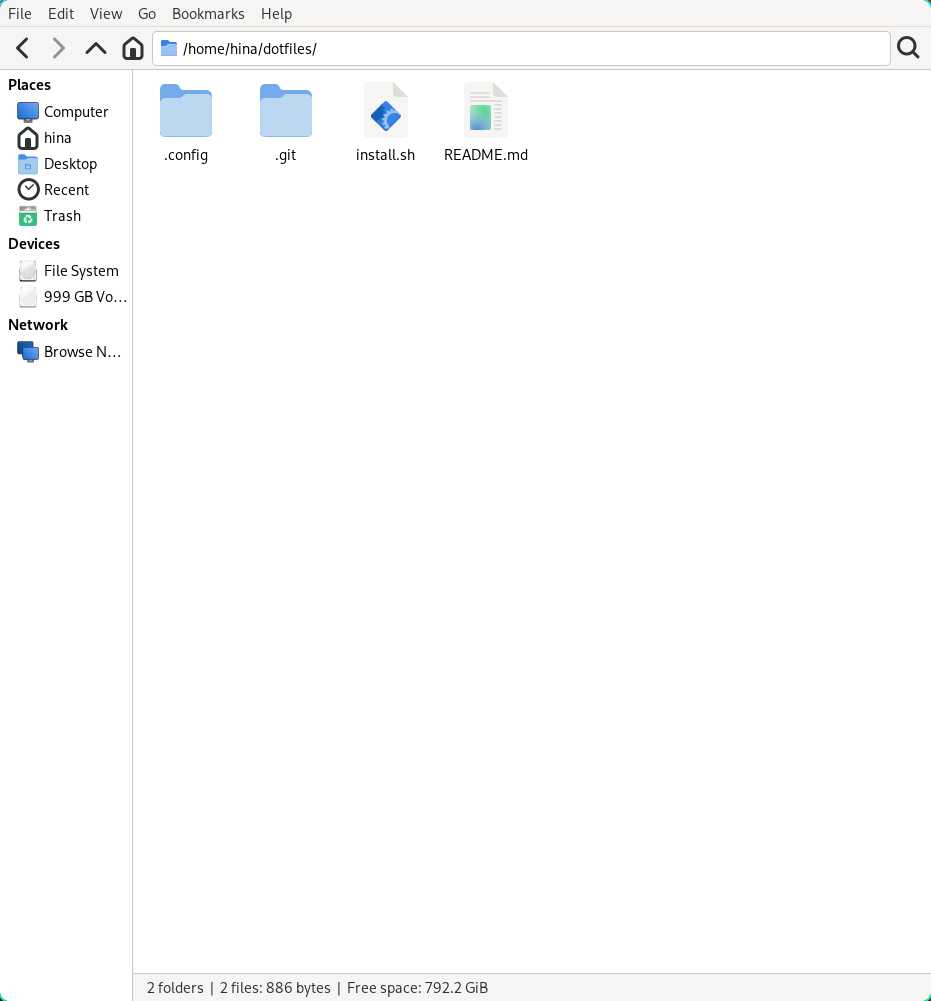 File Edit View Go Bookmarks Help
/home/hina/dotfiles/
Places
Computer
hina
Desktop
Recent
Trash
Devices
File System
999 GB Vo...
Network
Browse N...
.config .git install.sh README.md
2 folders | 2 files: 886 bytes | Free space: 792.2 GiB